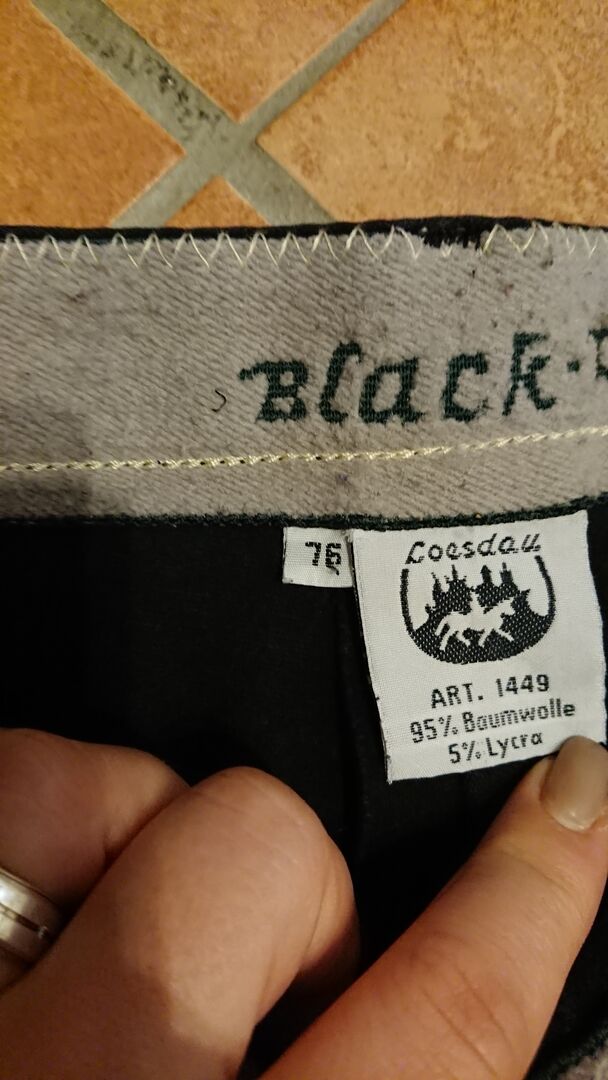 Black-
76
Loesdau
ART. 1449
95% Baumwolle
5% Lycra